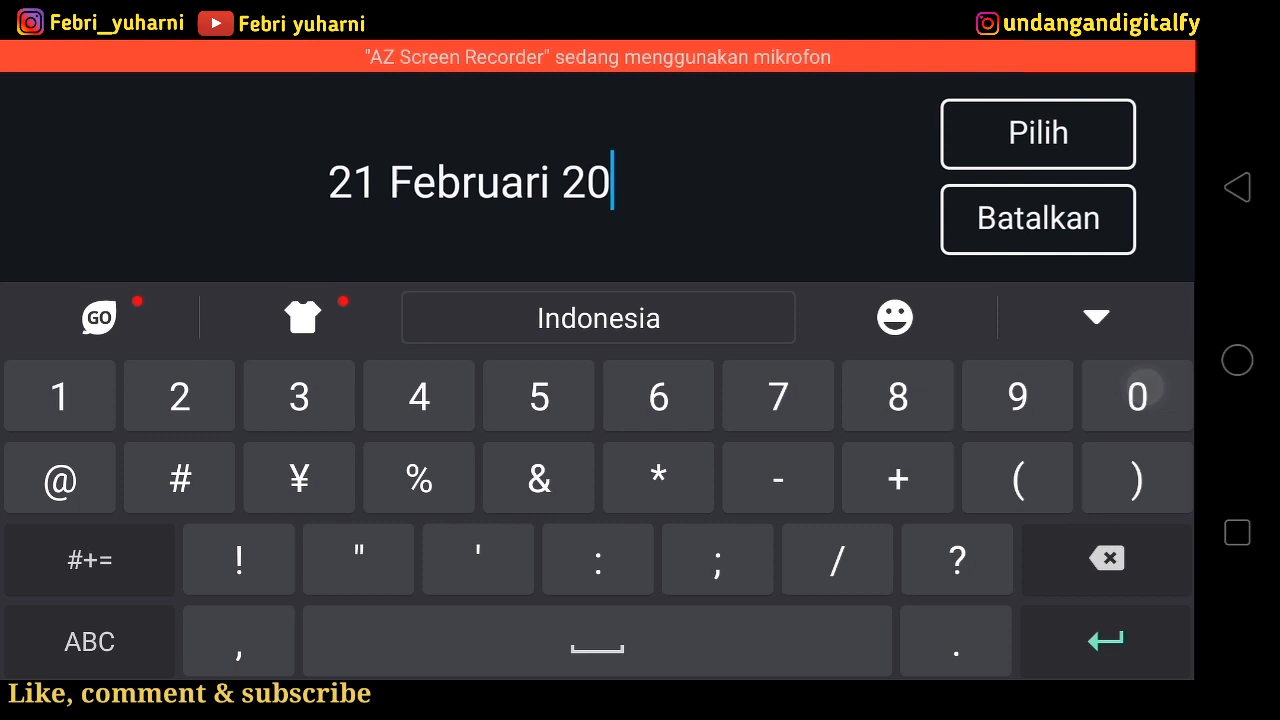 Febri_yuharni Febri yuharni undangandigitalfy
"AZ Screen Recorder" sedang menggunakan mikrofon
Pilih
21 Februari 20
Batalkan
GO Indonesia
1 2 3 4 5 6 7 8 9 0
@ # ¥ % & * - + ( )
#+= ! " ' : ; / ?
ABC , .
Like, comment & subscribe